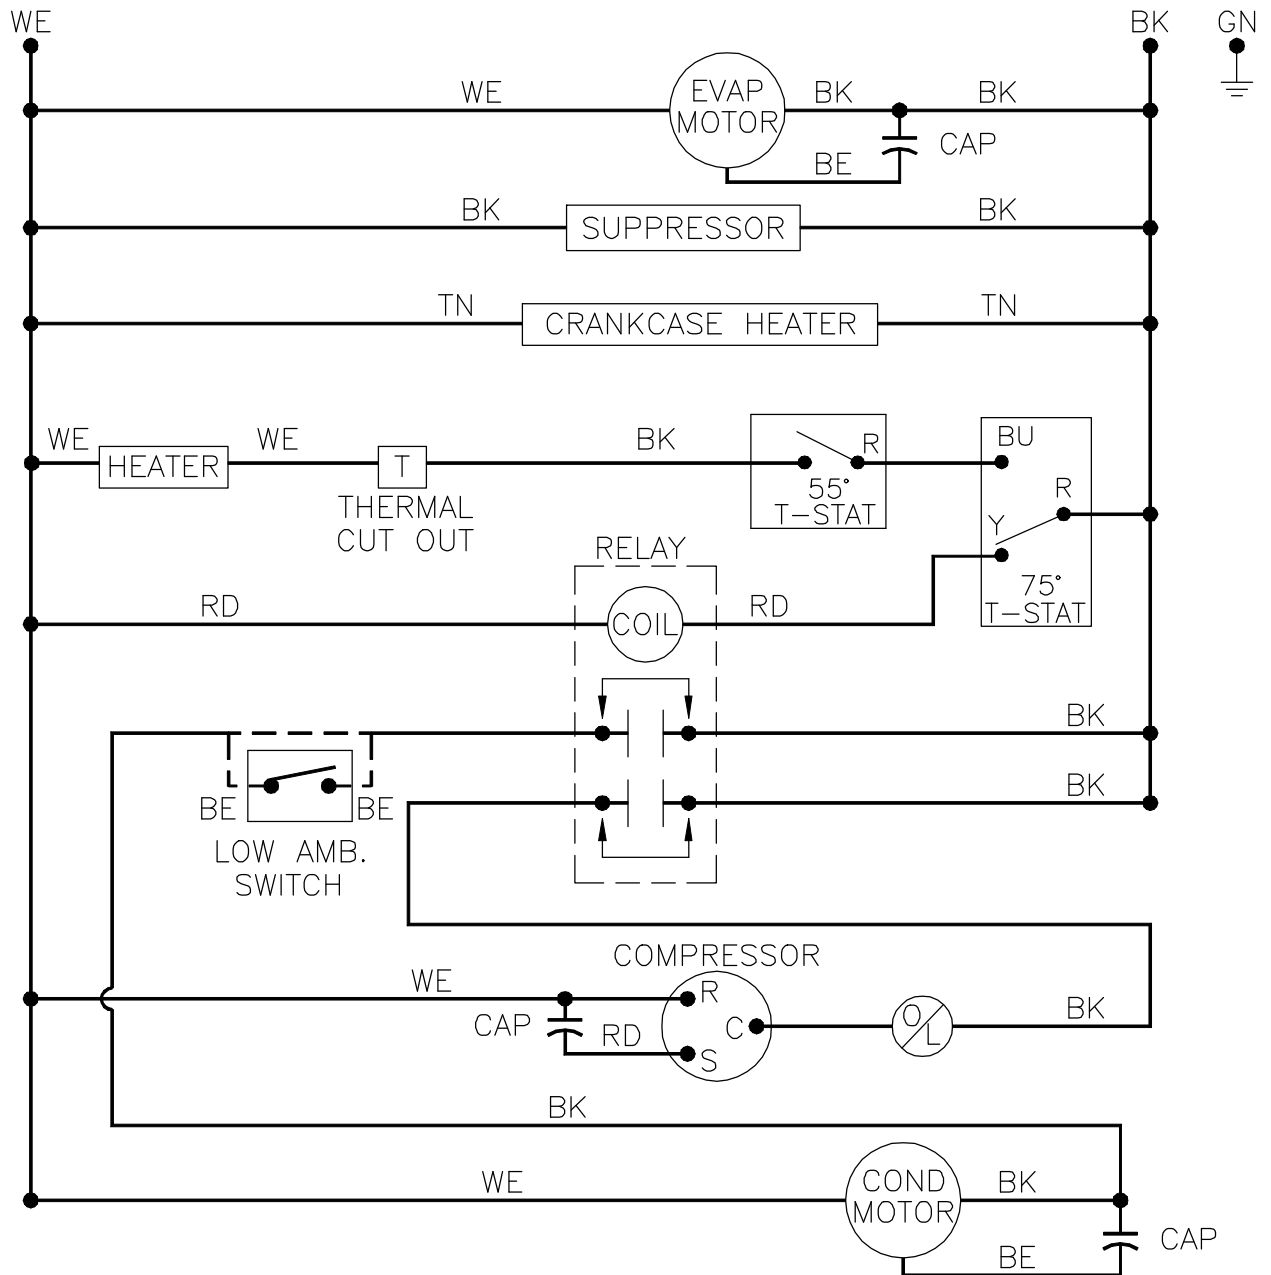 WE
BK
GN
WE
EVAP
MOTOR
BK
BK
CAP
BE
BK
SUPPRESSOR
BK
TN
CRANKCASE HEATER
TN
WE
HEATER
WE
T
THERMAL
CUT OUT
BK
R
55°
T-STAT
BU
R
Y
75°
T-STAT
RELAY
RD
COIL
RD
BK
BE
BE
LOW AMB.
SWITCH
BK
COMPRESSOR
WE
CAP
RD
R
C
S
O/L
BK
BK
WE
COND
MOTOR
BK
CAP
BE